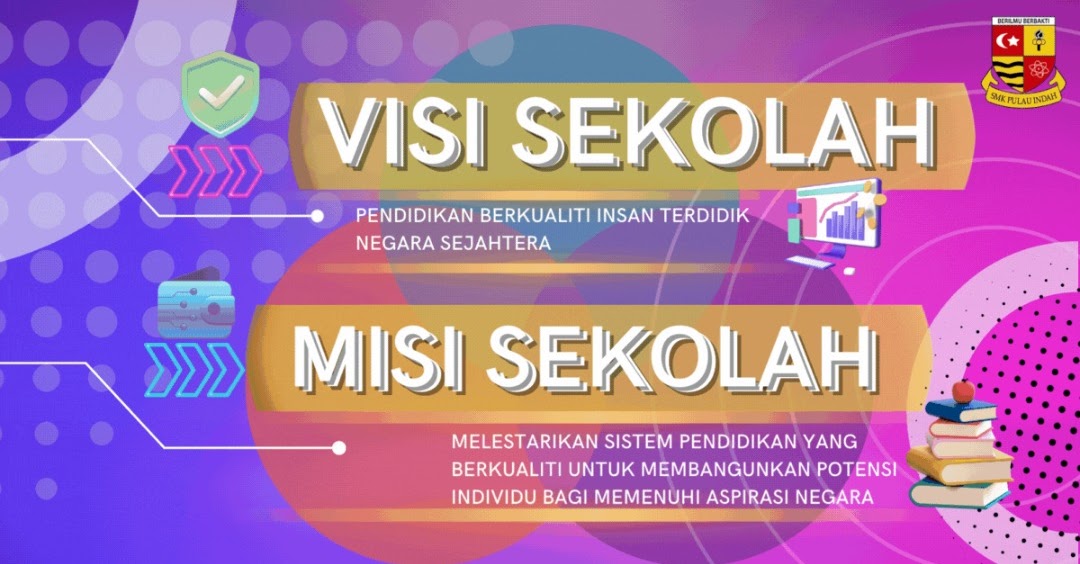 BERILMU BERBAKTI
SMK PULAU INDAH
VISI SEKOLAH
PENDIDIKAN BERKUALITI INSAN TERDIDIK
NEGARA SEJAHTERA
MISI SEKOLAH
MELESTARIKAN SISTEM PENDIDIKAN YANG
BERKUALITI UNTUK MEMBANGUNKAN POTENSI
INDIVIDU BAGI MEMENUHI ASPIRASI NEGARA